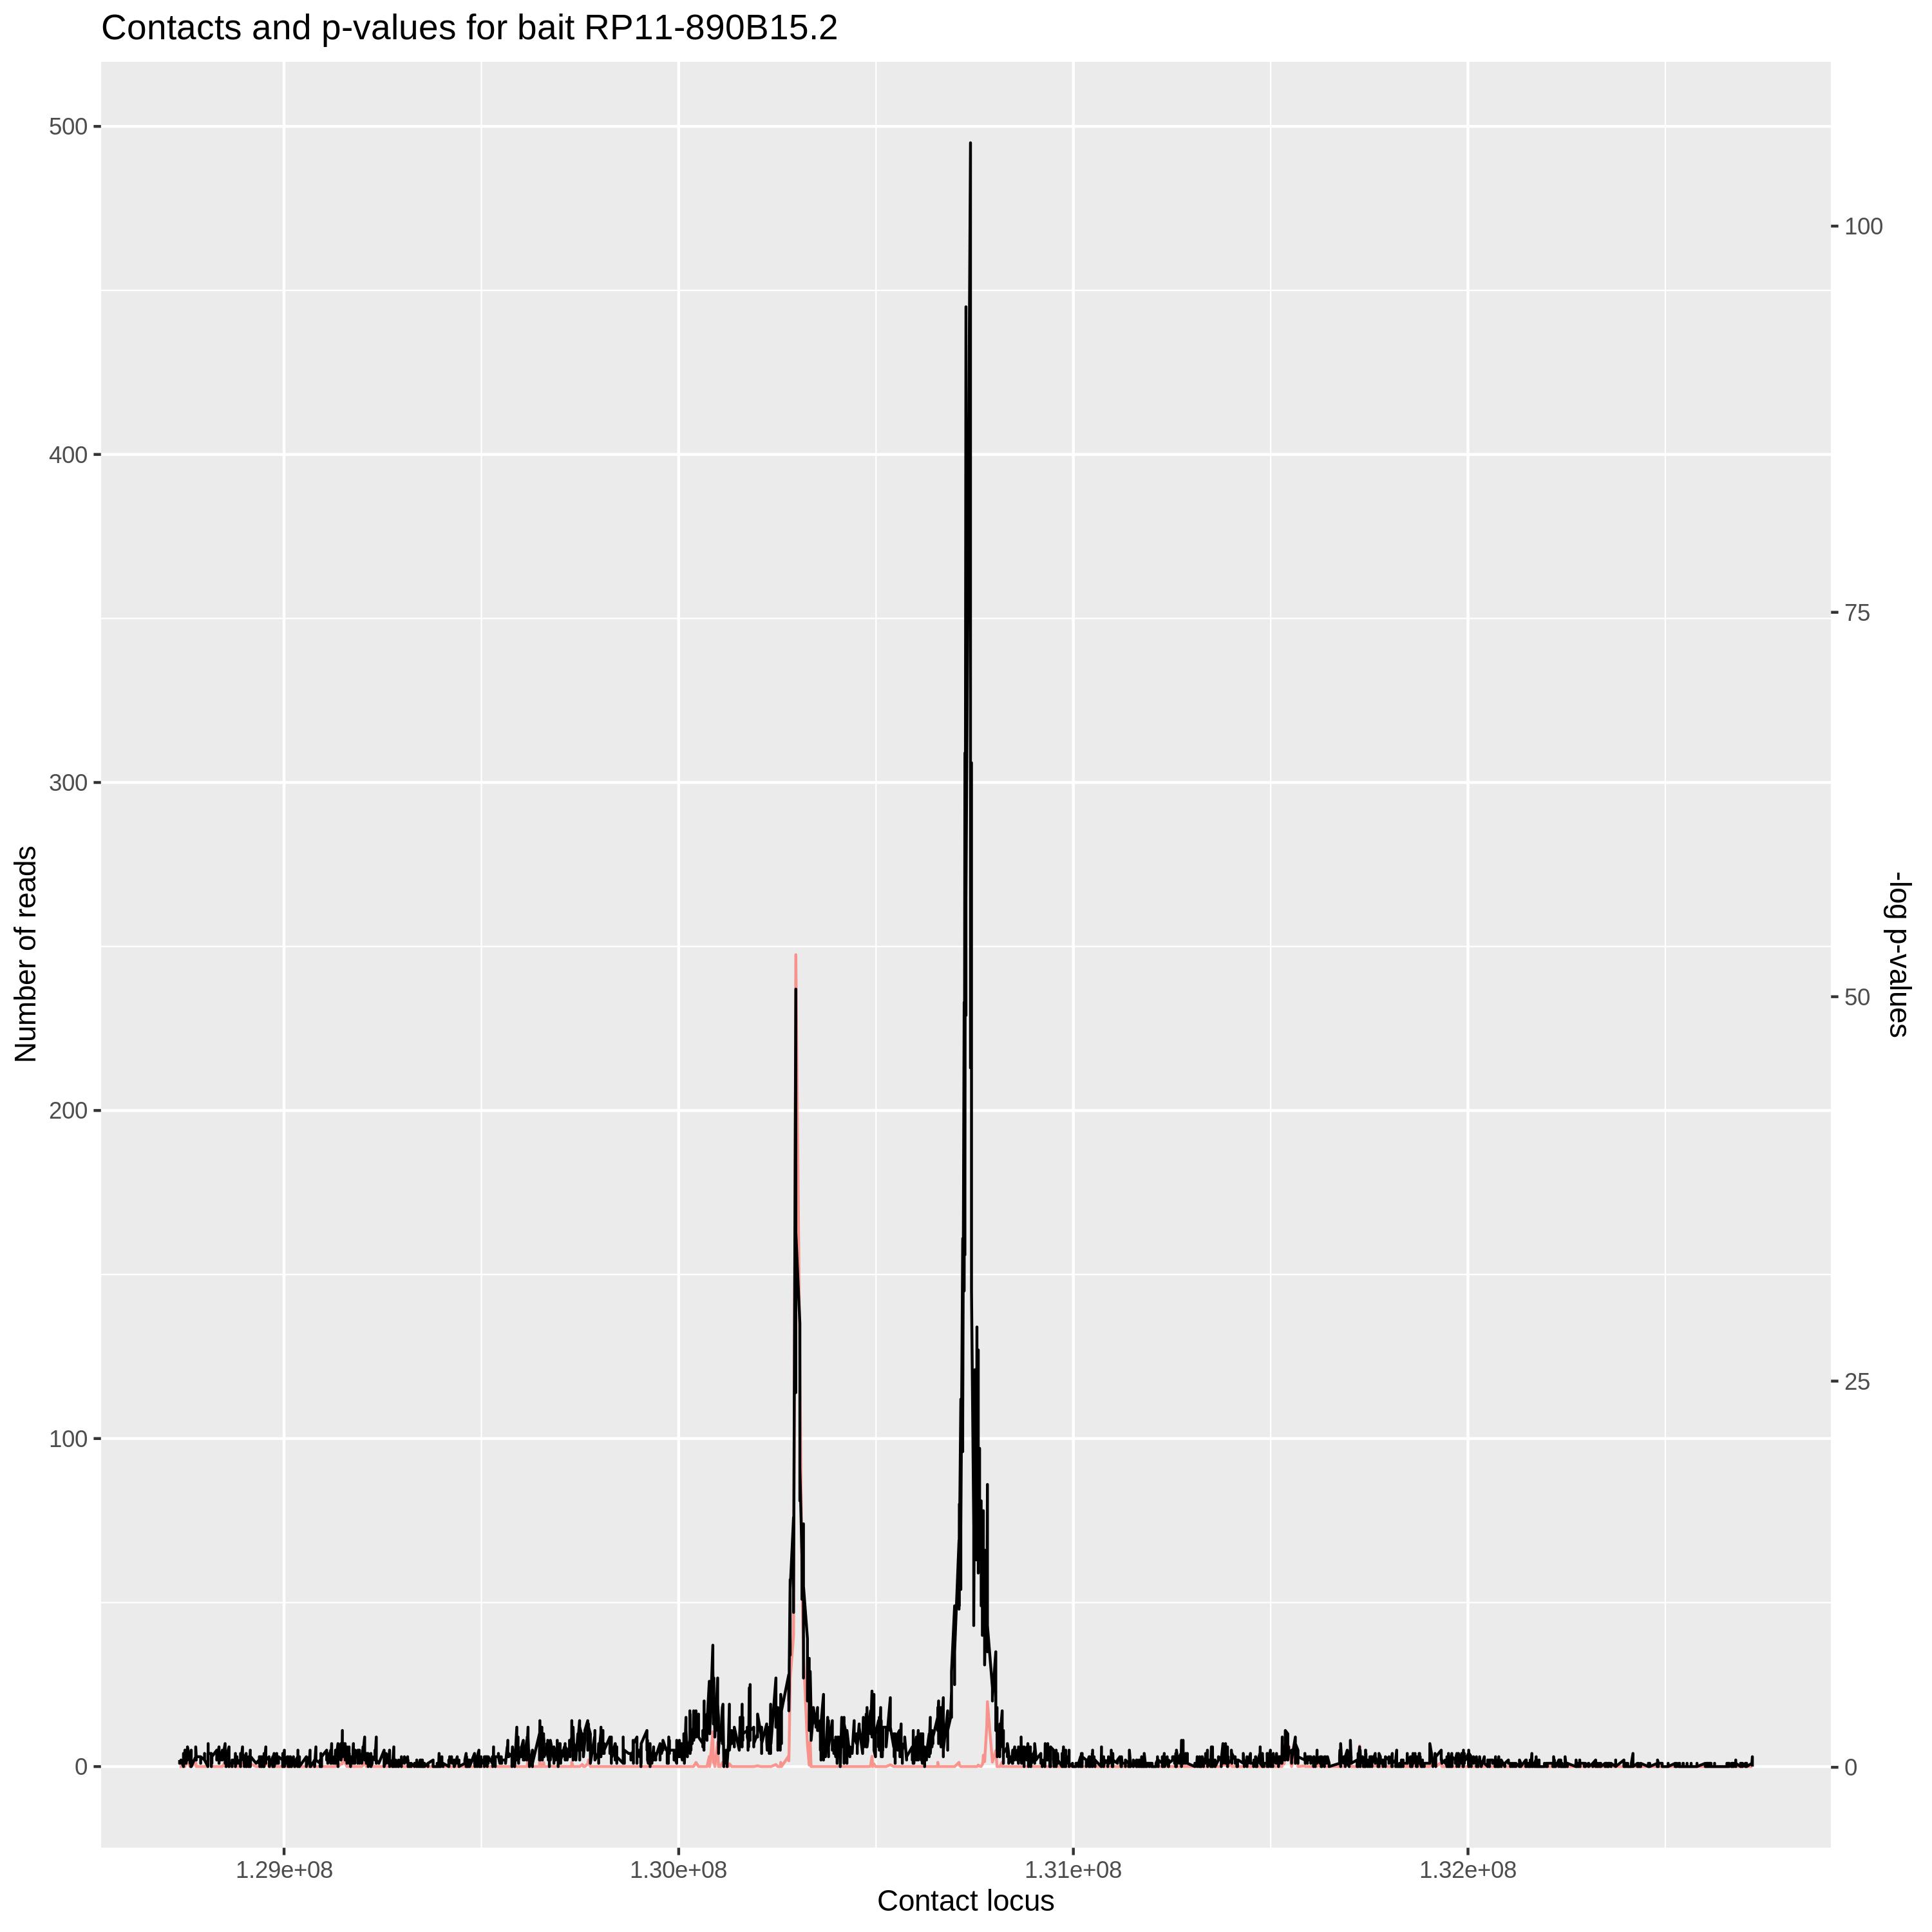 Contacts and p-values for bait RP11-890B15.2
500
400
300
200
100
0
Number of reads
100
75
50
25
0
-log p-values
1.29e+08
1.30e+08
1.31e+08
1.32e+08
Contact locus